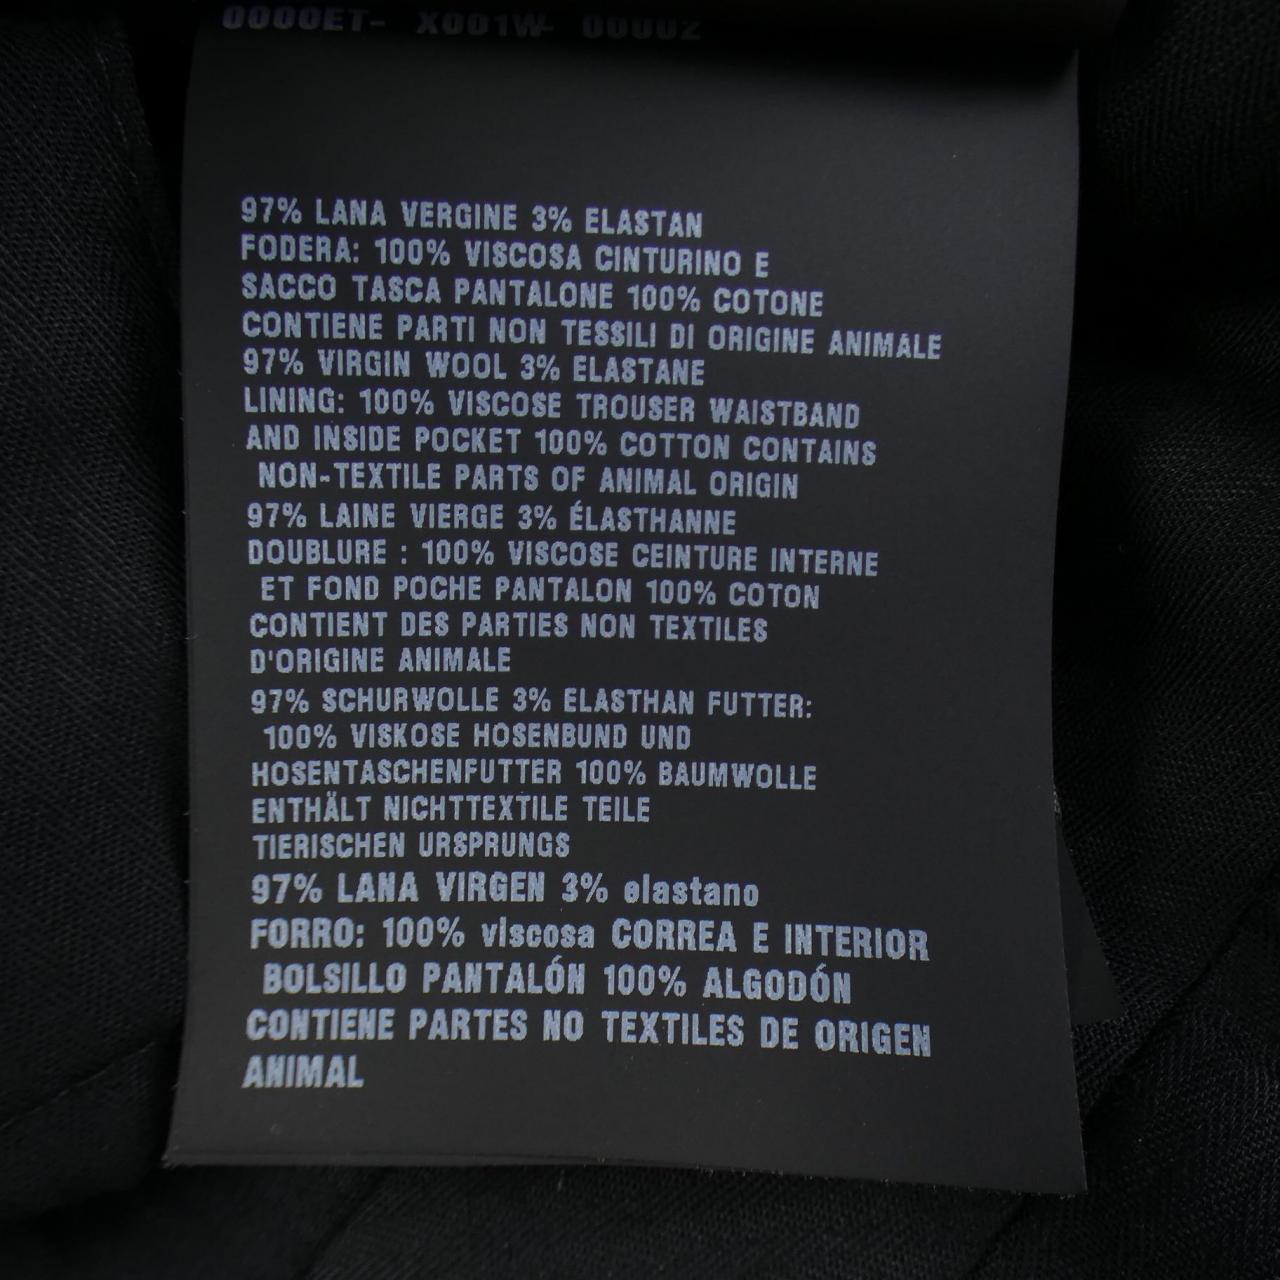 0000ET- X001W- 00002
97% LANA VERGINE 3% ELASTAN
FODERA: 100% VISCOSA CINTURINO E
SACCO TASCA PANTALONE 100% COTONE
CONTIENE PARTI NON TESSILI DI ORIGINE ANIMALE
97% VIRGIN WOOL 3% ELASTANE
LINING: 100% VISCOSE TROUSER WAISTBAND
AND INSIDE POCKET 100% COTTON CONTAINS
NON-TEXTILE PARTS OF ANIMAL ORIGIN
97% LAINE VIERGE 3% ÉLASTHANNE
DOUBLURE : 100% VISCOSE CEINTURE INTERNE
ET FOND POCHE PANTALON 100% COTON
CONTIENT DES PARTIES NON TEXTILES
D'ORIGINE ANIMALE
97% SCHURWOLLE 3% ELASTHAN FUTTER:
100% VISKOSE HOSENBUND UND
HOSENTASCHENFUTTER 100% BAUMWOLLE
ENTHÄLT NICHTTEXTILE TEILE
TIERISCHEN URSPRUNGS
97% LANA VIRGEN 3% elastano
FORRO: 100% viscosa CORREA E INTERIOR
BOLSILLO PANTALÓN 100% ALGODÓN
CONTIENE PARTES NO TEXTILES DE ORIGEN
ANIMAL